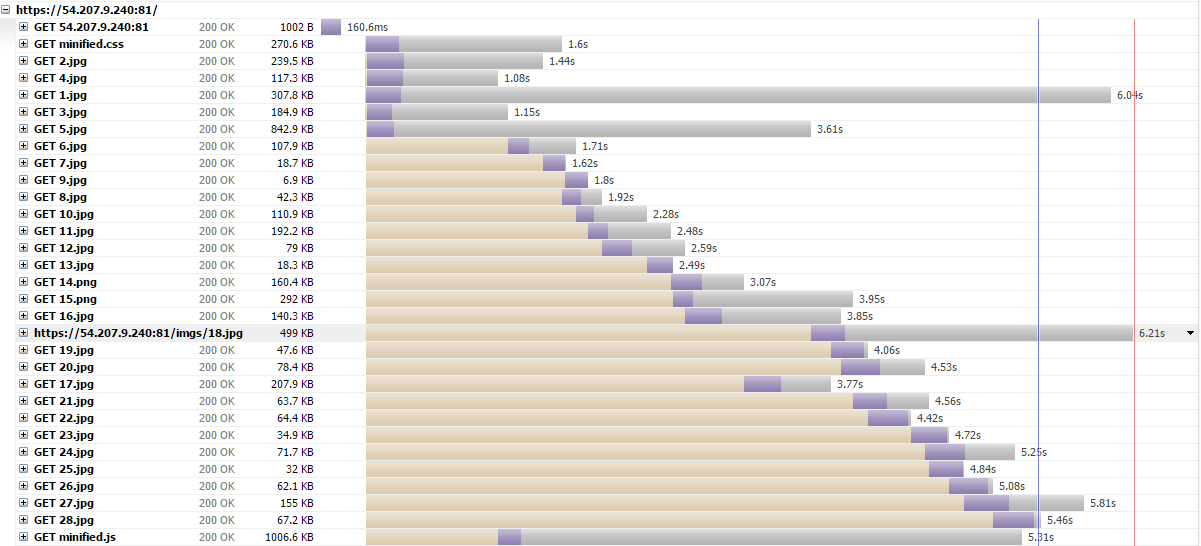 https://54.207.9.240:81/
GET 54.207.9.240:81 200 OK 1002 B 160.6ms
GET minified.css 200 OK 270.6 KB 1.6s
GET 2.jpg 200 OK 239.5 KB 1.44s
GET 4.jpg 200 OK 117.3 KB 1.08s
GET 1.jpg 200 OK 307.8 KB 6.04s
GET 3.jpg 200 OK 184.9 KB 1.15s
GET 5.jpg 200 OK 842.9 KB 3.61s
GET 6.jpg 200 OK 107.9 KB 1.71s
GET 7.jpg 200 OK 18.7 KB 1.62s
GET 9.jpg 200 OK 6.9 KB 1.8s
GET 8.jpg 200 OK 42.3 KB 1.92s
GET 10.jpg 200 OK 110.9 KB 2.28s
GET 11.jpg 200 OK 192.2 KB 2.48s
GET 12.jpg 200 OK 79 KB 2.59s
GET 13.jpg 200 OK 18.3 KB 2.49s
GET 14.png 200 OK 160.4 KB 3.07s
GET 15.png 200 OK 292 KB 3.95s
GET 16.jpg 200 OK 140.3 KB 3.85s
https://54.207.9.240:81/imgs/18.jpg 499 KB 6.21s
GET 19.jpg 200 OK 47.6 KB 4.06s
GET 20.jpg 200 OK 78.4 KB 4.53s
GET 17.jpg 200 OK 207.9 KB 3.77s
GET 21.jpg 200 OK 63.7 KB 4.56s
GET 22.jpg 200 OK 64.4 KB 4.42s
GET 23.jpg 200 OK 34.9 KB 4.72s
GET 24.jpg 200 OK 71.7 KB 5.25s
GET 25.jpg 200 OK 32 KB 4.84s
GET 26.jpg 200 OK 62.1 KB 5.08s
GET 27.jpg 200 OK 155 KB 5.81s
GET 28.jpg 200 OK 67.2 KB 5.46s
GET minified.js 200 OK 1006.6 KB 5.31s